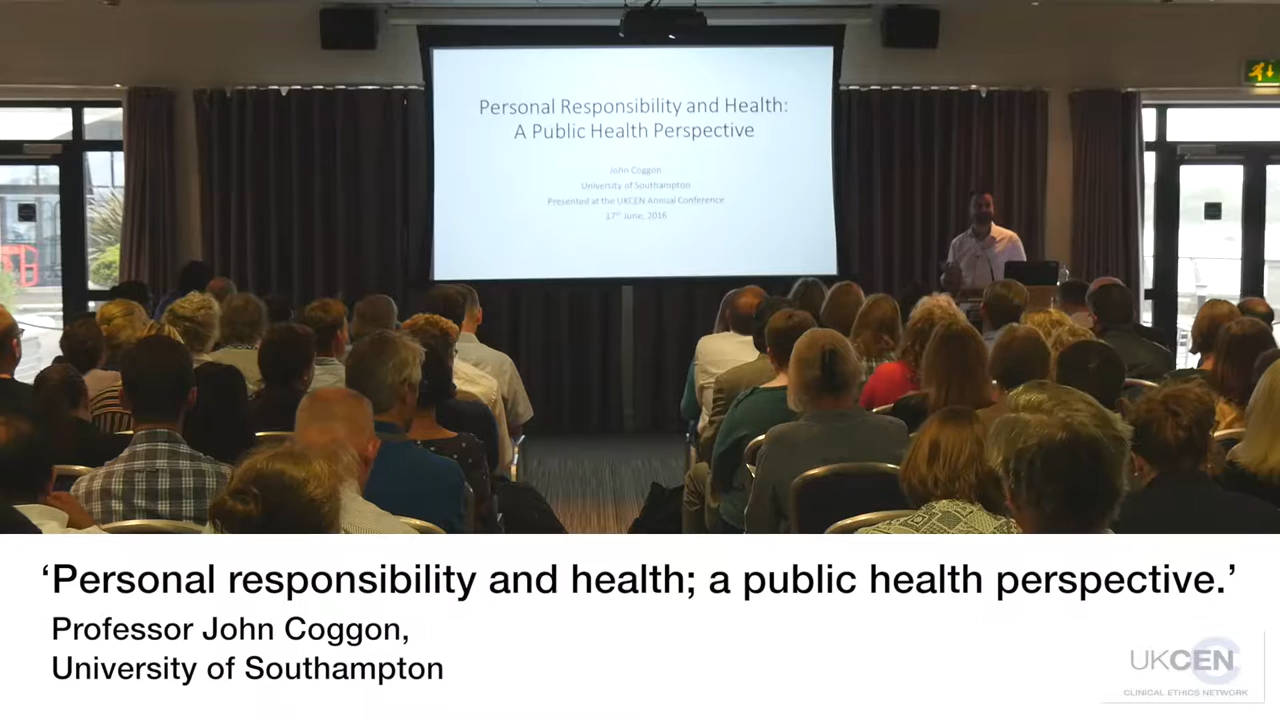 Personal Responsibility and Health:
A Public Health Perspective
John Coggon
University of Southampton
Presented at the UKCEN Annual Conference
17th June, 2016
‘Personal responsibility and health; a public health perspective.’
Professor John Coggon,
University of Southampton
UKCEN
CLINICAL ETHICS NETWORK